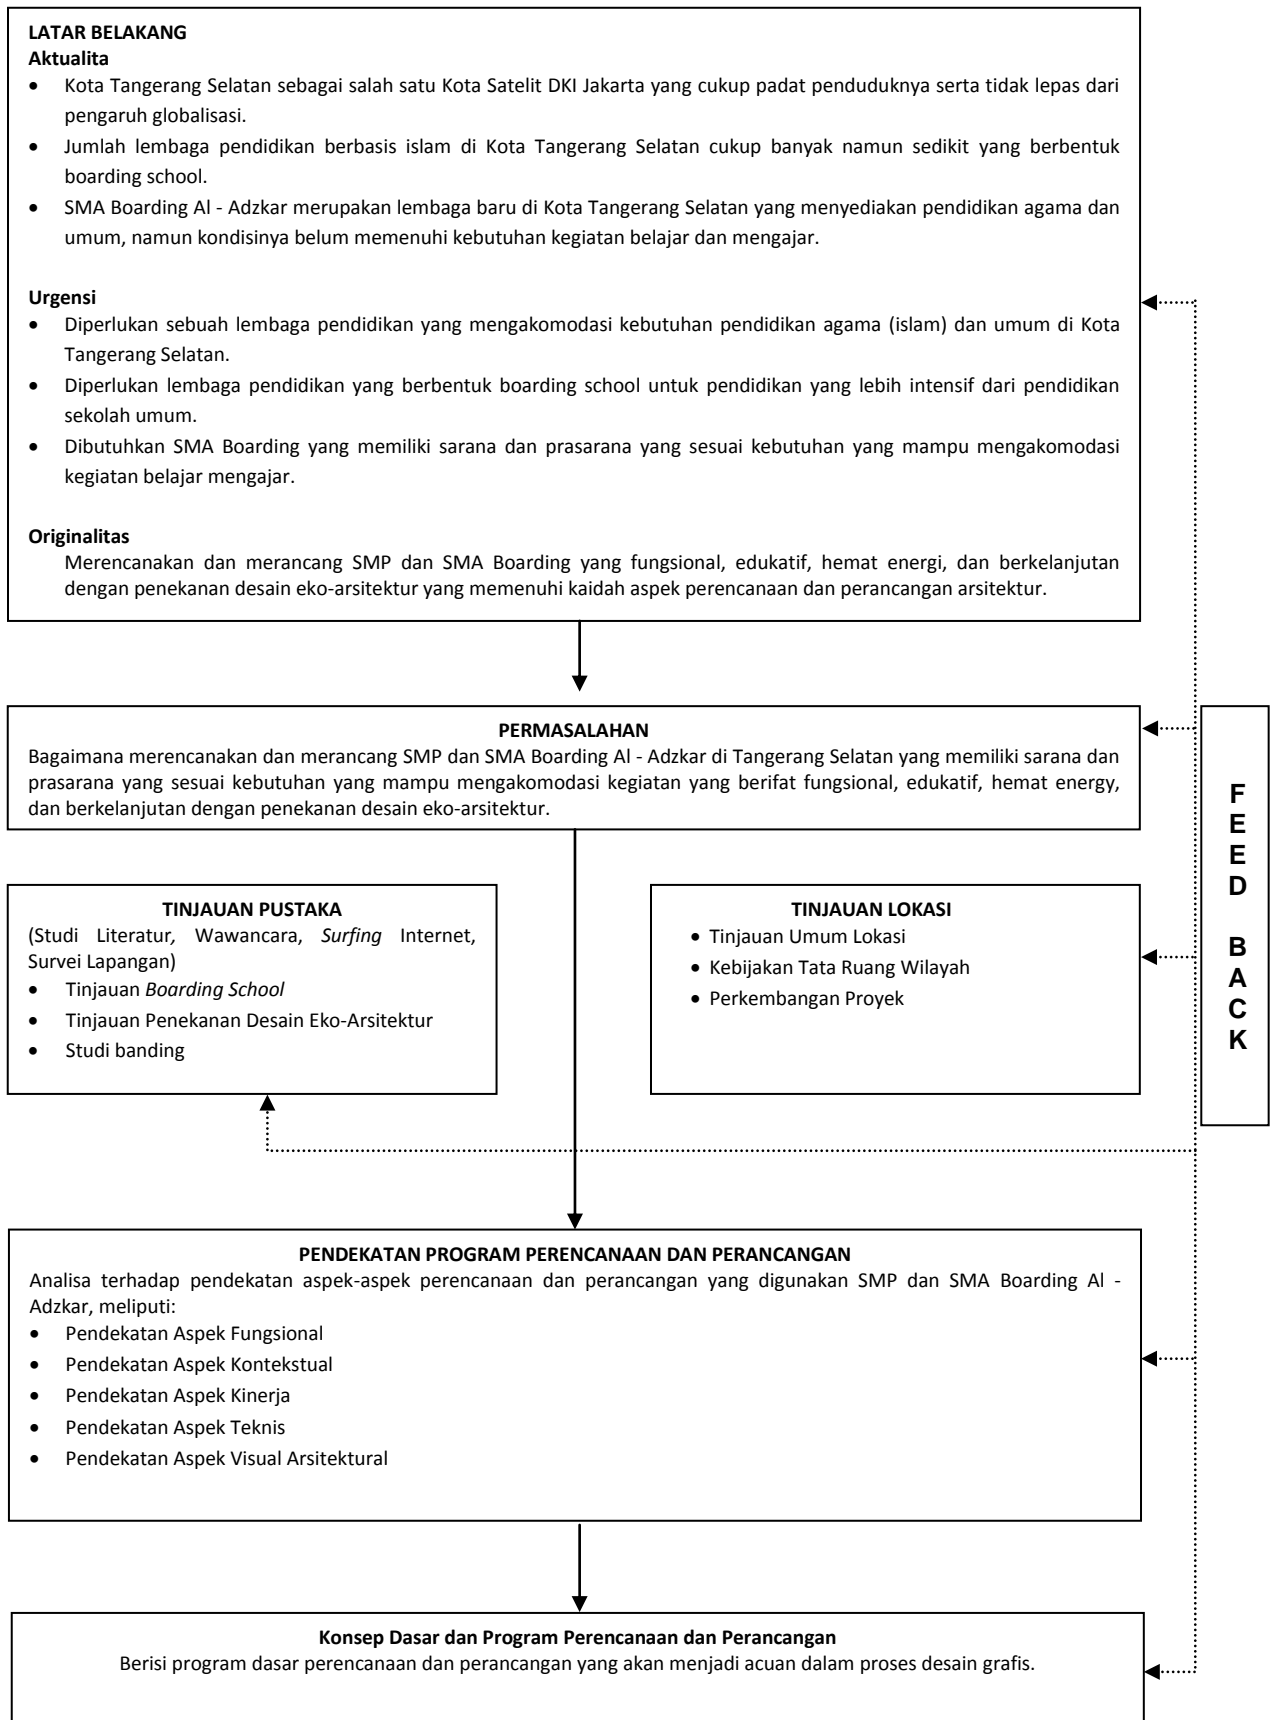 LATAR BELAKANG
Aktualita
• Kota Tangerang Selatan sebagai salah satu Kota Satelit DKI Jakarta yang cukup padat penduduknya serta tidak lepas dari
pengaruh globalisasi.
• Jumlah lembaga pendidikan berbasis islam di Kota Tangerang Selatan cukup banyak namun sedikit yang berbentuk
boarding school.
• SMA Boarding Al - Adzkar merupakan lembaga baru di Kota Tangerang Selatan yang menyediakan pendidikan agama dan
umum, namun kondisinya belum memenuhi kebutuhan kegiatan belajar dan mengajar.
Urgensi
• Diperlukan sebuah lembaga pendidikan yang mengakomodasi kebutuhan pendidikan agama (islam) dan umum di Kota
Tangerang Selatan.
• Diperlukan lembaga pendidikan yang berbentuk boarding school untuk pendidikan yang lebih intensif dari pendidikan
sekolah umum.
• Dibutuhkan SMA Boarding yang memiliki sarana dan prasarana yang sesuai kebutuhan yang mampu mengakomodasi
kegiatan belajar mengajar.
Originalitas
Merencanakan dan merancang SMP dan SMA Boarding yang fungsional, edukatif, hemat energi, dan berkelanjutan
dengan penekanan desain eko-arsitektur yang memenuhi kaidah aspek perencanaan dan perancangan arsitektur.
PERMASALAHAN
Bagaimana merencanakan dan merancang SMP dan SMA Boarding Al - Adzkar di Tangerang Selatan yang memiliki sarana dan
prasarana yang sesuai kebutuhan yang mampu mengakomodasi kegiatan yang berifat fungsional, edukatif, hemat energy,
dan berkelanjutan dengan penekanan desain eko-arsitektur.
TINJAUAN PUSTAKA
(Studi Literatur, Wawancara, Surfing Internet,
Survei Lapangan)
• Tinjauan Boarding School
• Tinjauan Penekanan Desain Eko-Arsitektur
• Studi banding
TINJAUAN LOKASI
• Tinjauan Umum Lokasi
• Kebijakan Tata Ruang Wilayah
• Perkembangan Proyek
F
E
E
D
B
A
C
K
PENDEKATAN PROGRAM PERENCANAAN DAN PERANCANGAN
Analisa terhadap pendekatan aspek-aspek perencanaan dan perancangan yang digunakan SMP dan SMA Boarding Al -
Adzkar, meliputi:
• Pendekatan Aspek Fungsional
• Pendekatan Aspek Kontekstual
• Pendekatan Aspek Kinerja
• Pendekatan Aspek Teknis
• Pendekatan Aspek Visual Arsitektural
Konsep Dasar dan Program Perencanaan dan Perancangan
Berisi program dasar perencanaan dan perancangan yang akan menjadi acuan dalam proses desain grafis.